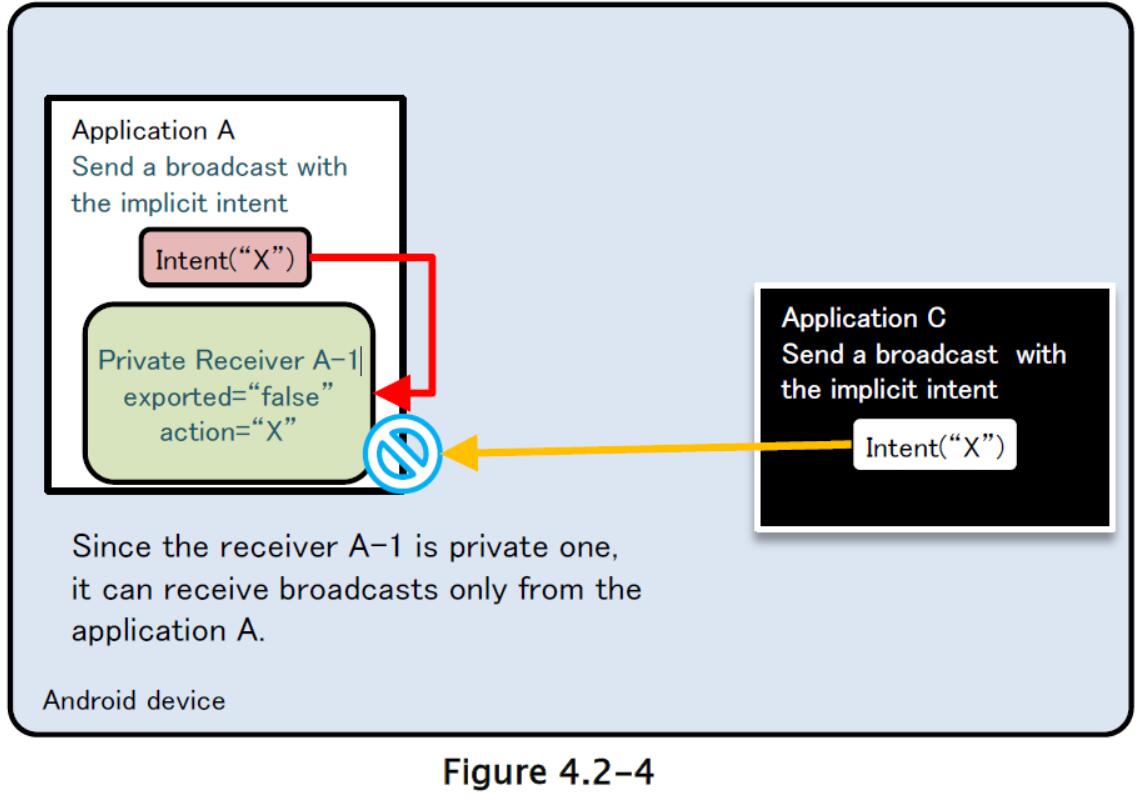 Application A
Send a broadcast with
the implicit intent
Intent(“X”)
Private Receiver A-1
exported=“false”
action=“X”
Application C
Send a broadcast with
the implicit intent
Intent(“X”)
Since the receiver A-1 is private one,
it can receive broadcasts only from the
application A.
Android device
Figure 4.2-4